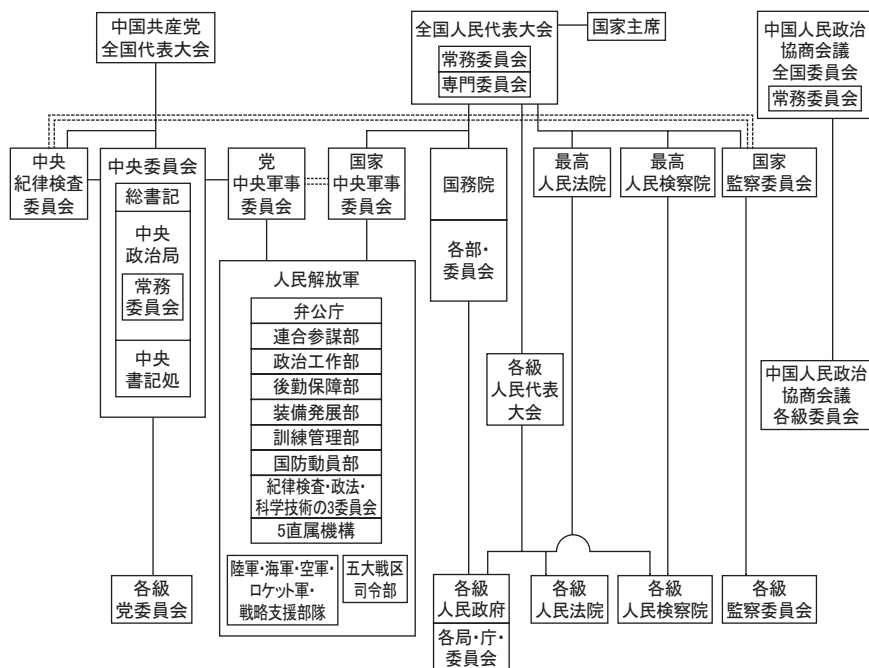 中国共産党
全国代表大会
全国人民代表大会
常務委員会
専門委員会
国家主席
中国人民政治
協商会議
全国委員会
常務委員会
中央
紀律検査
委員会
中央委員会
総書記
中央
政治局
常務
委員会
中央
書記処
党
中央軍事
委員会
国家
中央軍事
委員会
国務院
各部・
委員会
最高
人民法院
最高
人民検察院
国家
監察委員会
人民解放軍
弁公庁
連合参謀部
政治工作部
後勤保障部
装備発展部
訓練管理部
国防動員部
紀律検査・政法・
科学技術の3委員会
5直属機構
陸軍・海軍・空軍・
ロケット軍・
戦略支援部隊
五大戦区
司令部
各級
人民代表
大会
中国人民政治
協商会議
各級委員会
各級
党委員会
各級
人民政府
各局・庁・
委員会
各級
人民法院
各級
人民検察院
各級
監察委員会